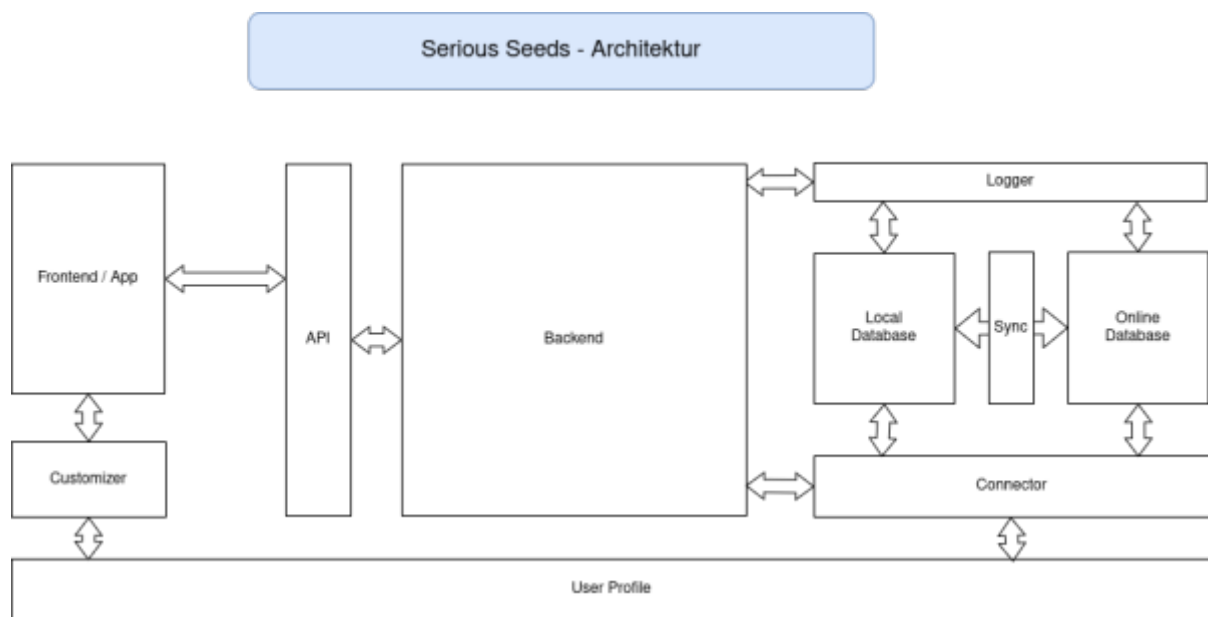 Serious Seeds - Architektur
Logger
Frontend / App
API
Backend
Local
Database
Sync
Online
Database
Customizer
Connector
User Profile